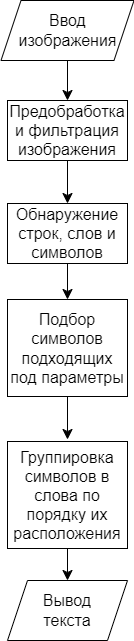 Ввод
изображения
Предобработка
и фильтрация
изображения
Обнаружение
строк, слов и
символов
Подбор
символов
подходящих
под параметры
Группировка
символов в
слова по
порядку их
расположения
Вывод
текста